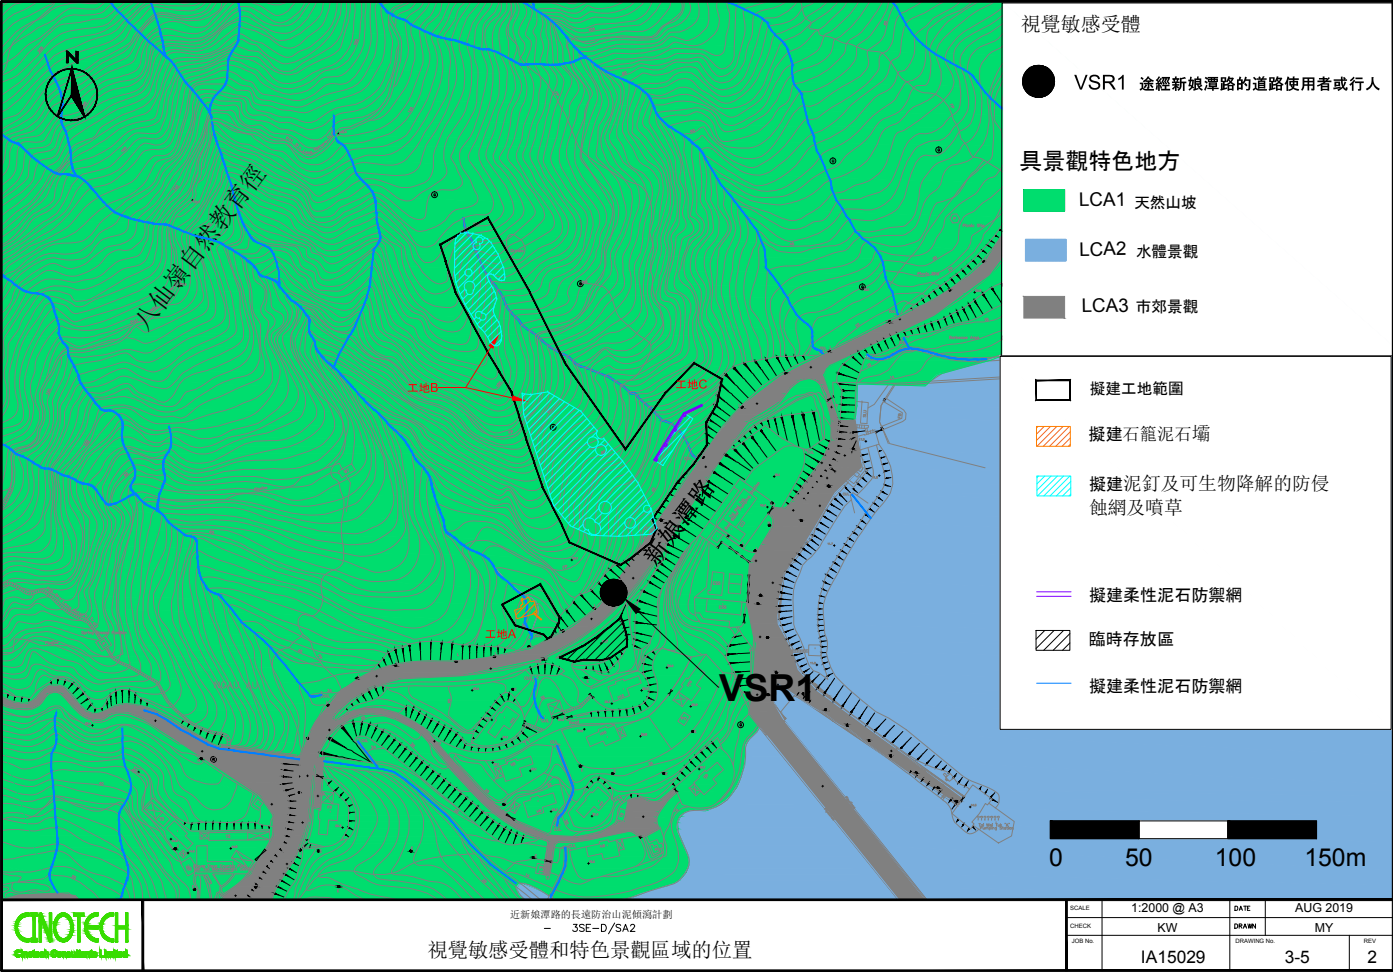 視覺敏感受體
VSR1 途經新娘潭路的道路使用者或行人
具景觀特色地方
LCA1 天然山坡
LCA2 水體景觀
LCA3 市郊景觀
擬建工地範圍
擬建石籠泥石壩
擬建泥釘及可生物降解的防侵
蝕網及噴草
擬建柔性泥石防禦網
臨時存放區
擬建柔性泥石防禦網
N
八仙嶺自然教育徑
工地B
工地C
新娘潭路
工地A
VSR1
0 50 100 150m
CINOTECH
Cinotech Consultants Limited
近新娘潭路的長遠防治山泥傾瀉計劃
– 3SE-D/SA2
視覺敏感受體和特色景觀區域的位置
SCALE 1:2000 @ A3 DATE AUG 2019
CHECK KW DRAWN MY
JOB No. IA15029 DRAWING No. 3-5 REV 2